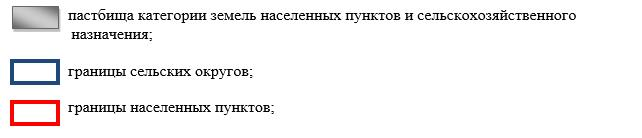 пастбища категории земель населенных пунктов и сельскохозяйственного
назначения;
границы сельских округов;
границы населенных пунктов;